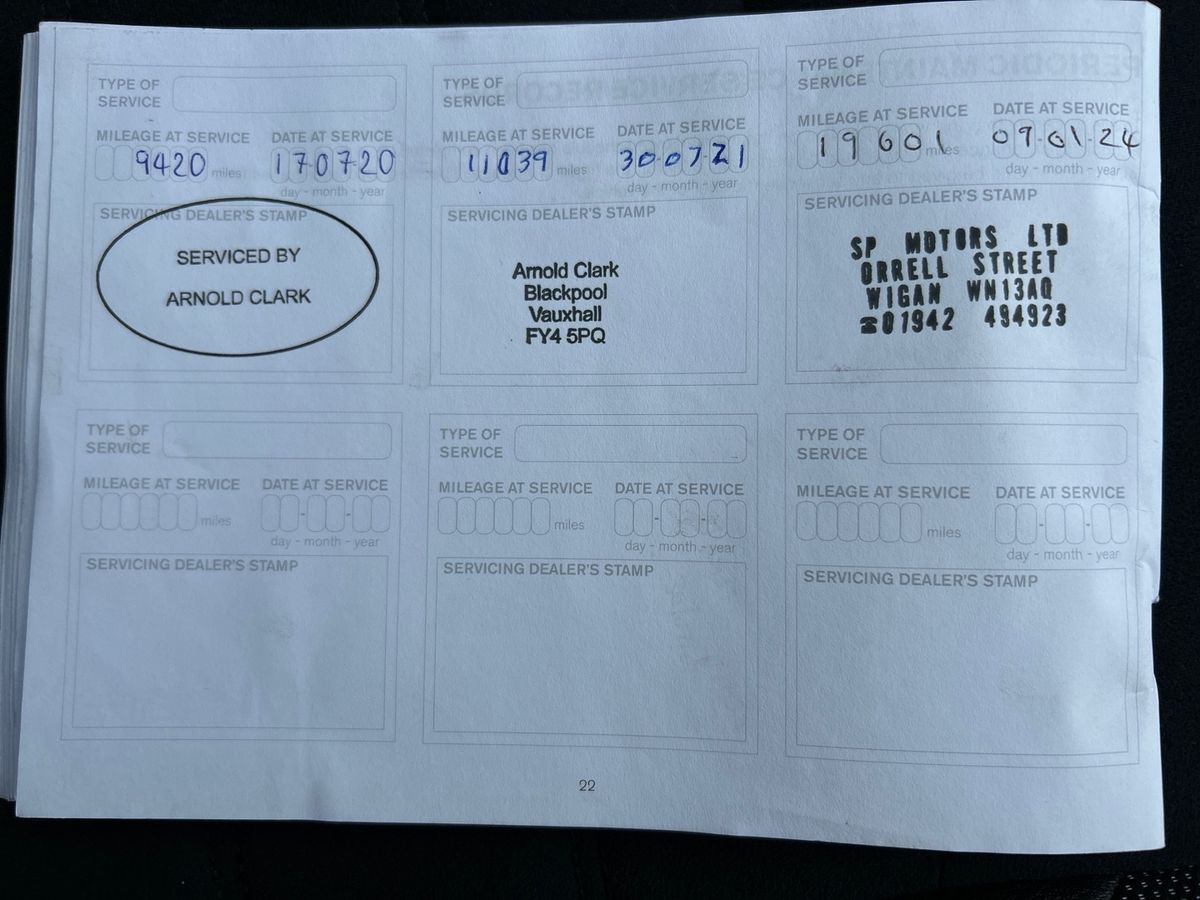 TYPE OF
SERVICE
MILEAGE AT SERVICE DATE AT SERVICE
9420 miles 170720
day - month - year
SERVICING DEALER'S STAMP
SERVICED BY
ARNOLD CLARK
TYPE OF
SERVICE
MILEAGE AT SERVICE DATE AT SERVICE
11039 miles 30-07-21
day - month - year
SERVICING DEALER'S STAMP
Arnold Clark
Blackpool
Vauxhall
FY4 5PQ
TYPE OF
SERVICE
MILEAGE AT SERVICE DATE AT SERVICE
19601 miles 09-01-24
day - month - year
SERVICING DEALER'S STAMP
SP MOTORS LTD
ORRELL STREET
WIGAN WN13AQ
☎01942 494923
TYPE OF
SERVICE
MILEAGE AT SERVICE DATE AT SERVICE
miles - -
day - month - year
SERVICING DEALER'S STAMP
TYPE OF
SERVICE
MILEAGE AT SERVICE DATE AT SERVICE
miles - -
day - month - year
SERVICING DEALER'S STAMP
TYPE OF
SERVICE
MILEAGE AT SERVICE DATE AT SERVICE
miles - -
day - month - year
SERVICING DEALER'S STAMP
22